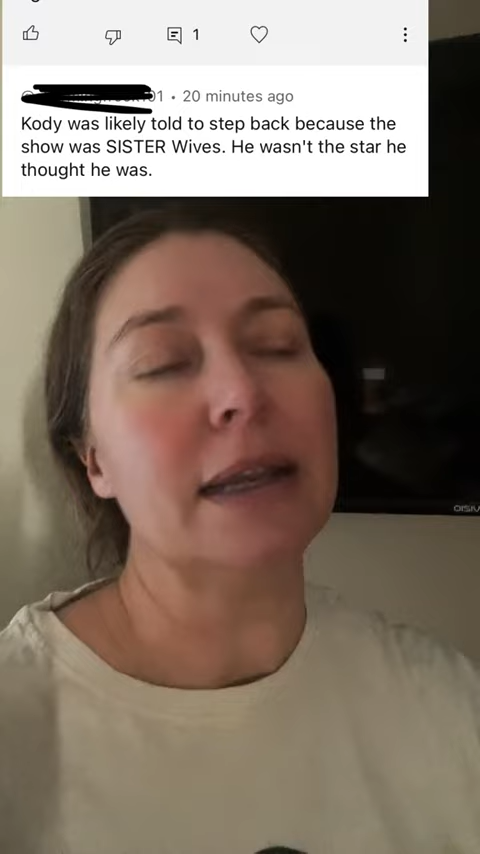 1
01 • 20 minutes ago
Kody was likely told to step back because the
show was SISTER Wives. He wasn't the star he
thought he was.